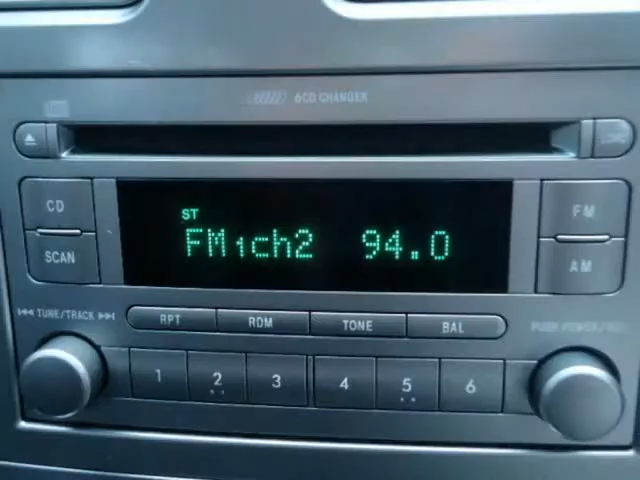 6CD CHANGER
CD
FM
ST
FM1ch2 94.0
SCAN
AM
TUNE/TRACK
RPT
RDM
TONE
BAL
PUSH POWER/
1
2
3
4
5
6